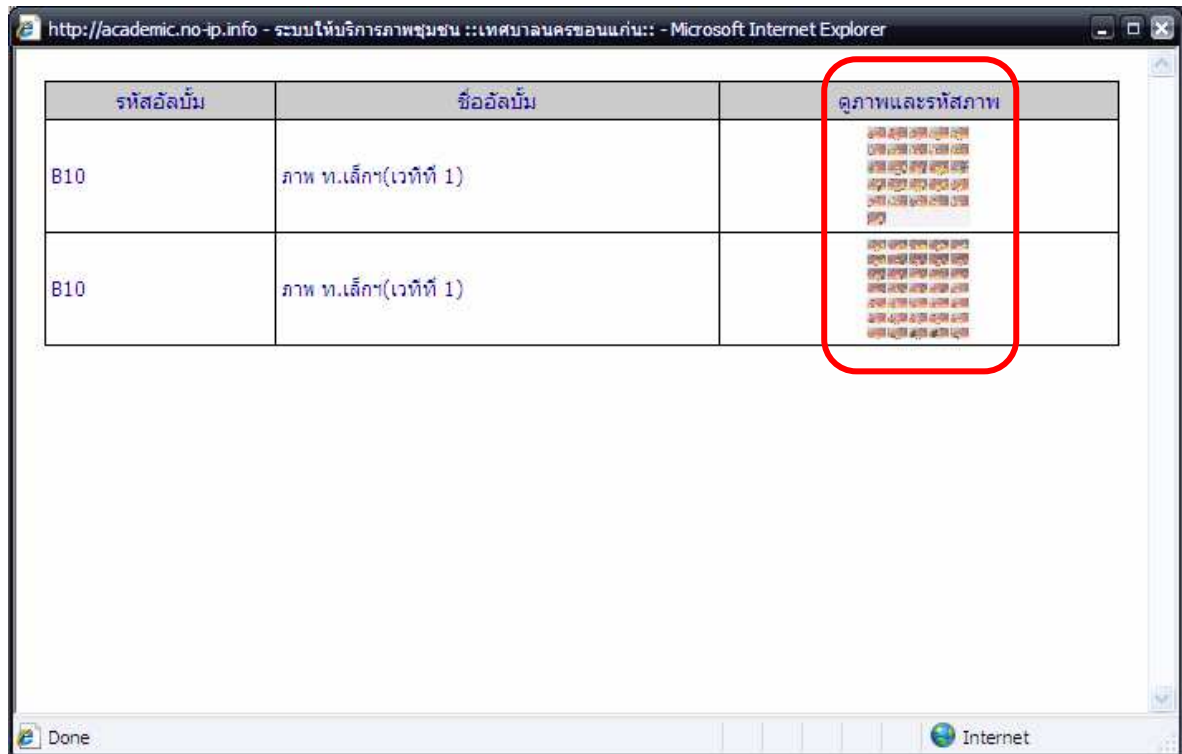 http://academic.no-ip.info - ระบบให้บริการภาพชุมชน ::เทศบาลนครขอนแก่น:: - Microsoft Internet Explorer
รหัสอัลบั้ม ชื่ออัลบั้ม ดูภาพและรหัสภาพ
B10 ภาพ ท.เล็กฯ(เวทีที่ 1)
B10 ภาพ ท.เล็กฯ(เวทีที่ 1)
Done Internet